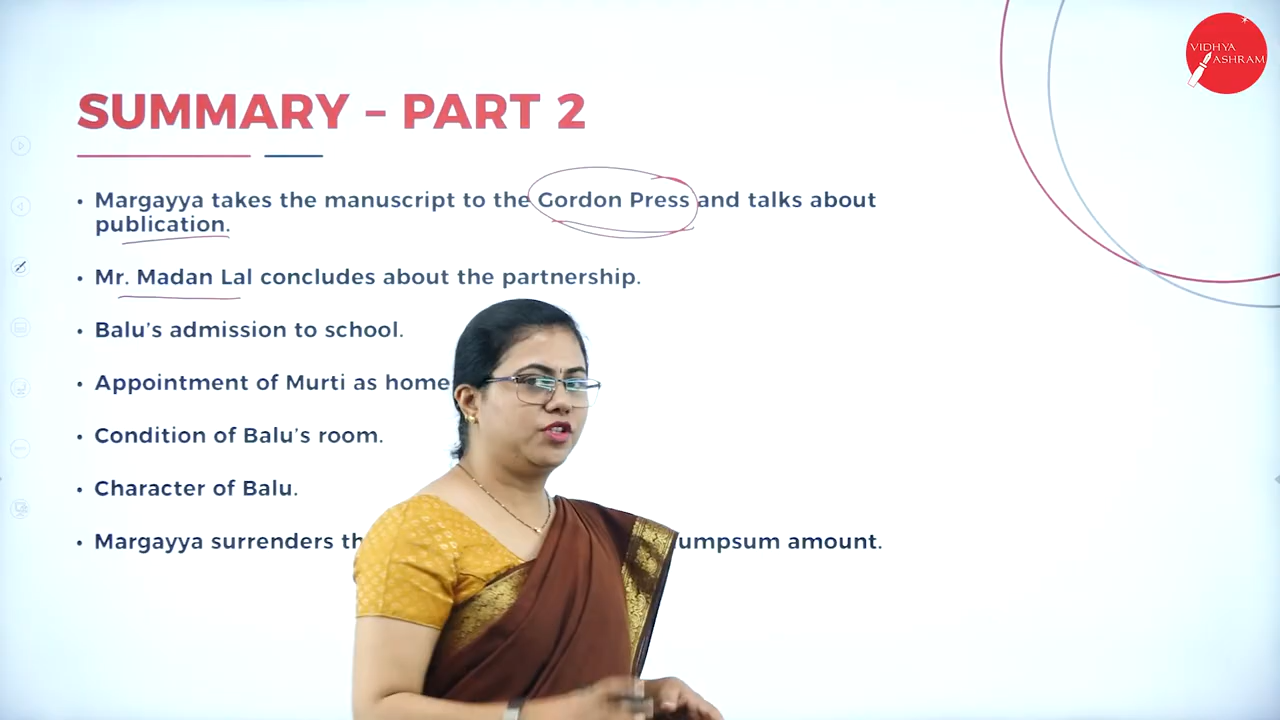 VIDHYA
ASHRAM
SUMMARY – PART 2
• Margayya takes the manuscript to the Gordon Press and talks about
publication.
• Mr. Madan Lal concludes about the partnership.
• Balu's admission to school.
• Appointment of Murti as home
• Condition of Balu's room.
• Character of Balu.
• Margayya surrenders amount.